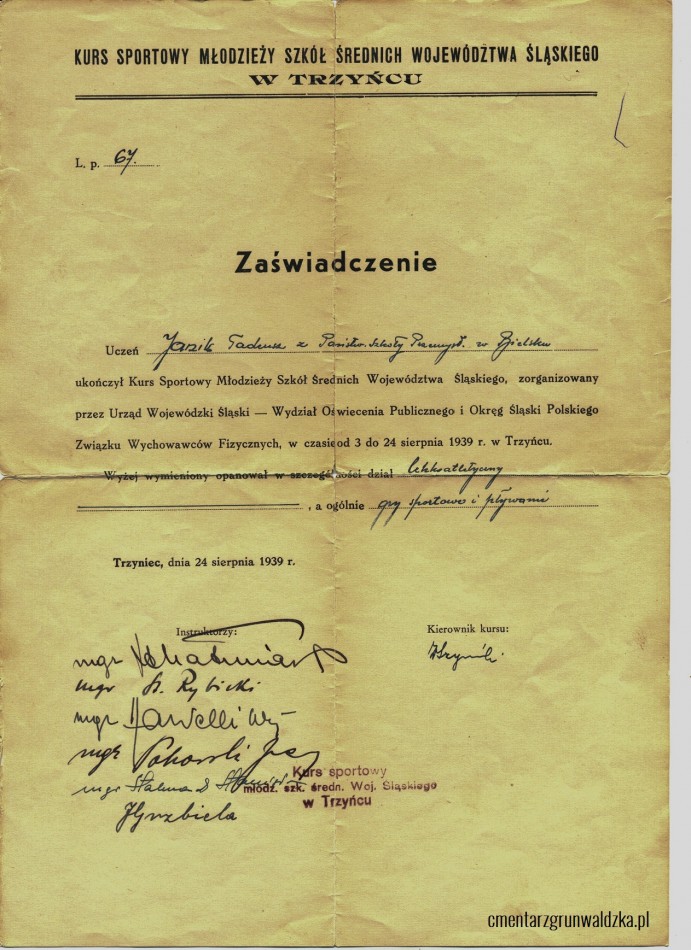 KURS SPORTOWY MŁODZIEŻY SZKÓŁ ŚREDNICH WOJEWÓDZTWA ŚLĄSKIEGO
W TRZYŃCU
L. p. 67.
Zaświadczenie
Uczeń Jarzik Tadeusz z Państw. Szkoły Przemysł. w Bielsku
ukończył Kurs Sportowy Młodzieży Szkół Średnich Województwa Śląskiego, zorganizowany
przez Urząd Wojewódzki Śląski — Wydział Oświecenia Publicznego i Okręg Śląski Polskiego
Związku Wychowawców Fizycznych, w czasie od 3 do 24 sierpnia 1939 r. w Trzyńcu.
Wyżej wymieniony opanował w szczególności dział lekkoatletyczny
, a ogólnie gry sportowe i pływanie
Trzyniec, dnia 24 sierpnia 1939 r.
Instruktorzy:
Kierownik kursu:
mgr
mgr St. Rybicki
mgr
mgr
mgr
Kurs sportowy
młodz. szk. średn. Woj. Śląskiego
w Trzyńcu
cmentarzgrunwaldzka.pl